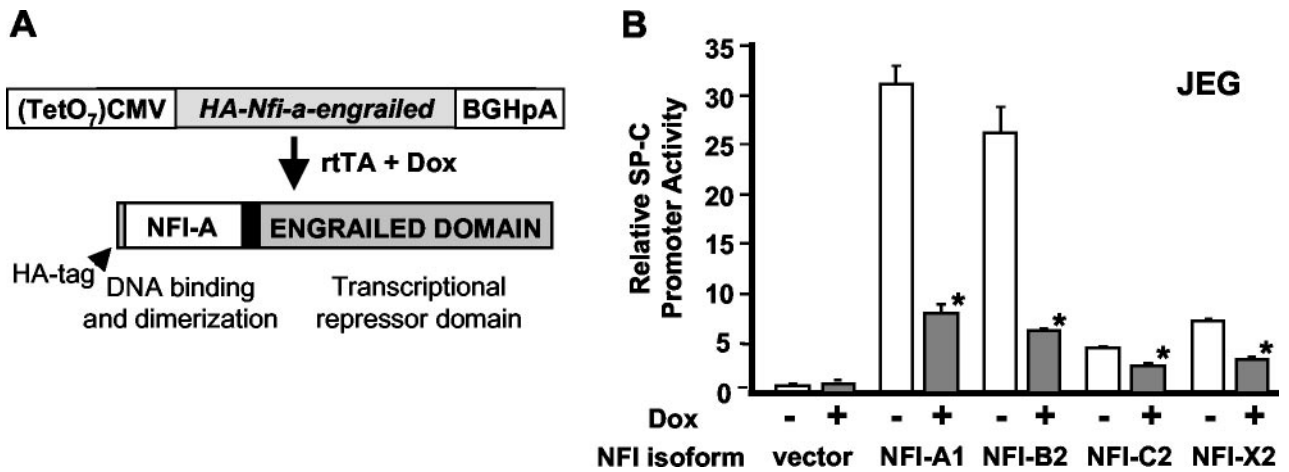 A
(TetO7)CMV HA-Nfi-a-engrailed BGHpA
rtTA + Dox
NFI-A ENGRAILED DOMAIN
HA-tag
DNA binding
and dimerization
Transcriptional
repressor domain
B
Relative SP-C
Promoter Activity
35
30
25
20
15
10
5
0
JEG
* * * *
Dox - + - + - + - + - +
NFI isoform vector NFI-A1 NFI-B2 NFI-C2 NFI-X2